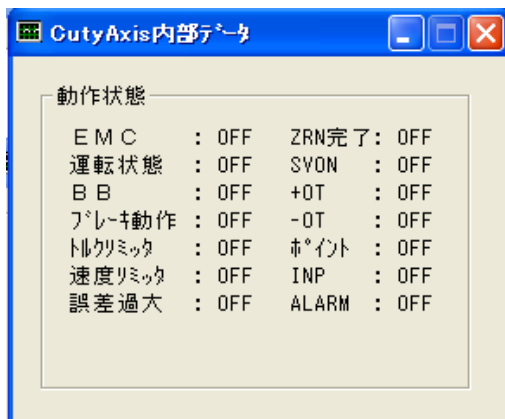 CutyAxis内部ﾃﾞｰﾀ
動作状態
ＥＭＣ : OFF ZRN完了: OFF
運転状態 : OFF SVON : OFF
ＢＢ : OFF +OT : OFF
ﾌﾞﾚｰｷ動作 : OFF -OT : OFF
ﾄﾙｸﾘﾐｯﾀ : OFF ﾎﾟｲﾝﾄ : OFF
速度ﾘﾐｯﾀ : OFF INP : OFF
誤差過大 : OFF ALARM : OFF